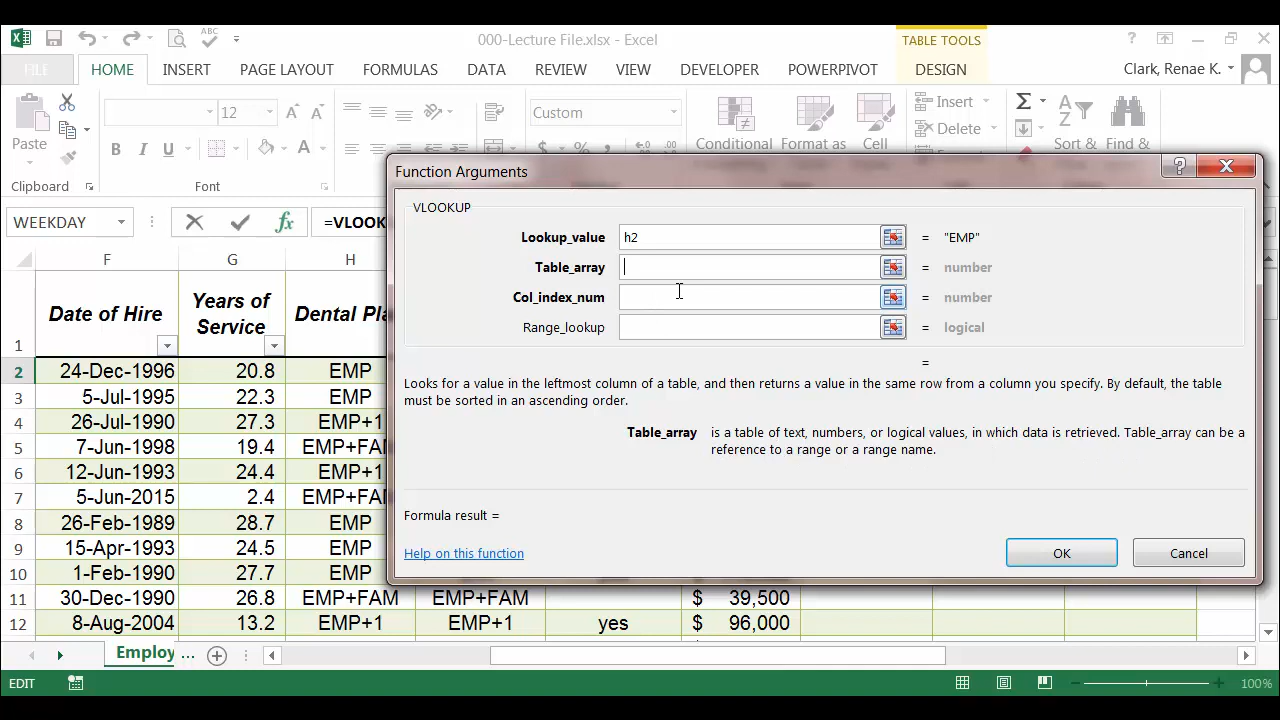 000-Lecture File.xlsx - Excel
TABLE TOOLS
FILE HOME INSERT PAGE LAYOUT FORMULAS DATA REVIEW VIEW DEVELOPER POWERPIVOT DESIGN Clark, Renae K.
Paste
Clipboard
12
B I U A
Font
Custom
$ %
Conditional
Format as
Cell
Insert
Delete
Sort & Find &
WEEKDAY =VLOOK
Function Arguments
VLOOKUP
Lookup_value h2 = "EMP"
Table_array = number
Col_index_num = number
Range_lookup = logical
=
Looks for a value in the leftmost column of a table, and then returns a value in the same row from a column you specify. By default, the table
must be sorted in an ascending order.
Table_array is a table of text, numbers, or logical values, in which data is retrieved. Table_array can be a
reference to a range or a range name.
Formula result =
Help on this function
OK
Cancel
F G H
1 Date of Hire Years of Service Dental Pla
2 24-Dec-1996 20.8 EMP
3 5-Jul-1995 22.3 EMP
4 26-Jul-1990 27.3 EMP+1
5 7-Jun-1998 19.4 EMP+FA
6 12-Jun-1993 24.4 EMP+1
7 5-Jun-2015 2.4 EMP+FA
8 26-Feb-1989 28.7 EMP
9 15-Apr-1993 24.5 EMP
10 1-Feb-1990 27.7 EMP
11 30-Dec-1990 26.8 EMP+FAM EMP+FAM $ 39,500
12 8-Aug-2004 13.2 EMP+1 EMP+1 yes $ 96,000
Employ ...
EDIT
100%